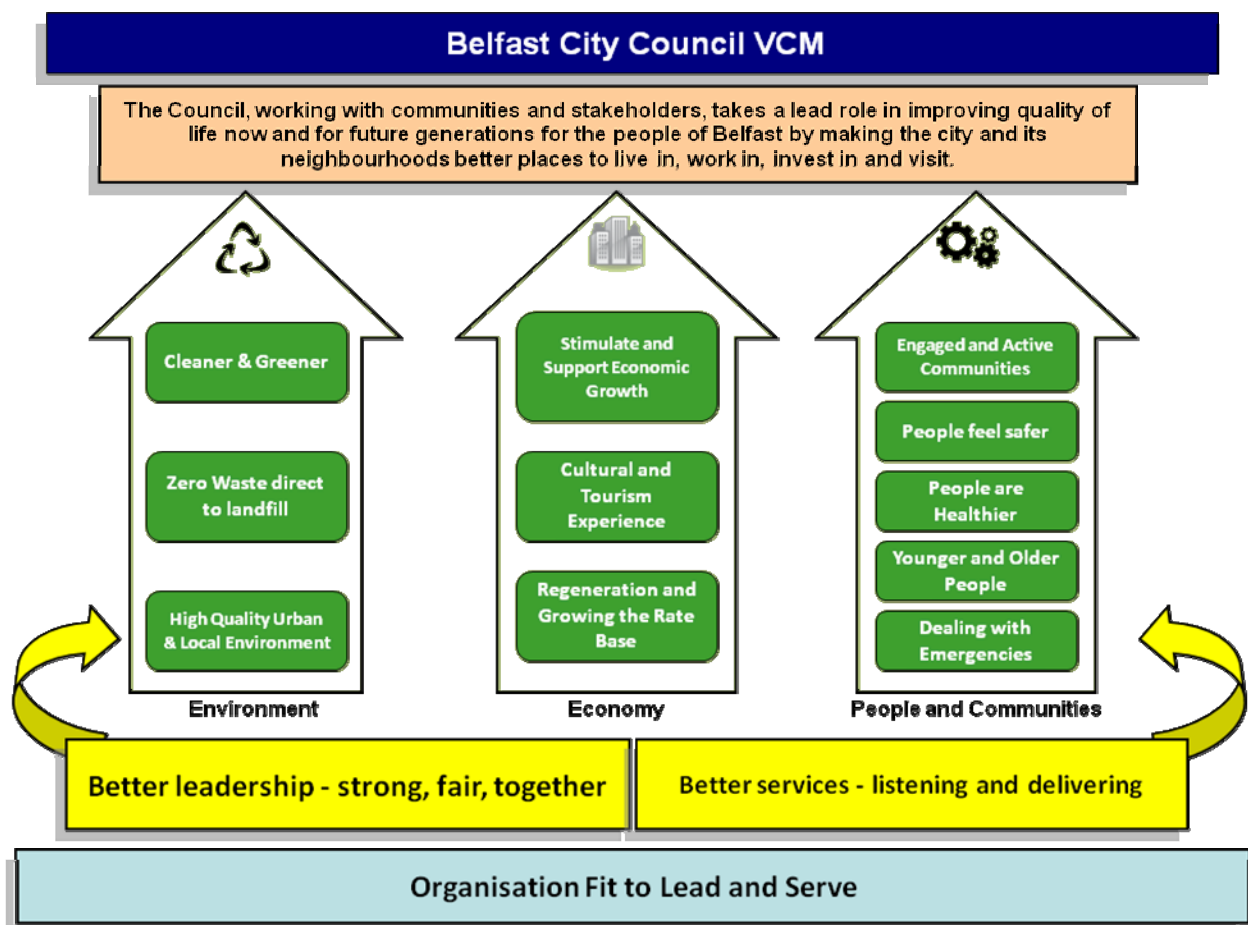 Belfast City Council VCM
The Council, working with communities and stakeholders, takes a lead role in improving quality of
life now and for future generations for the people of Belfast by making the city and its
neighbourhoods better places to live in, work in, invest in and visit.
Cleaner & Greener
Zero Waste direct
to landfill
High Quality Urban
& Local Environment
Environment
Stimulate and
Support Economic
Growth
Cultural and
Tourism
Experience
Regeneration and
Growing the Rate
Base
Economy
Engaged and Active
Communities
People feel safer
People are
Healthier
Younger and Older
People
Dealing with
Emergencies
People and Communities
Better leadership - strong, fair, together
Better services - listening and delivering
Organisation Fit to Lead and Serve